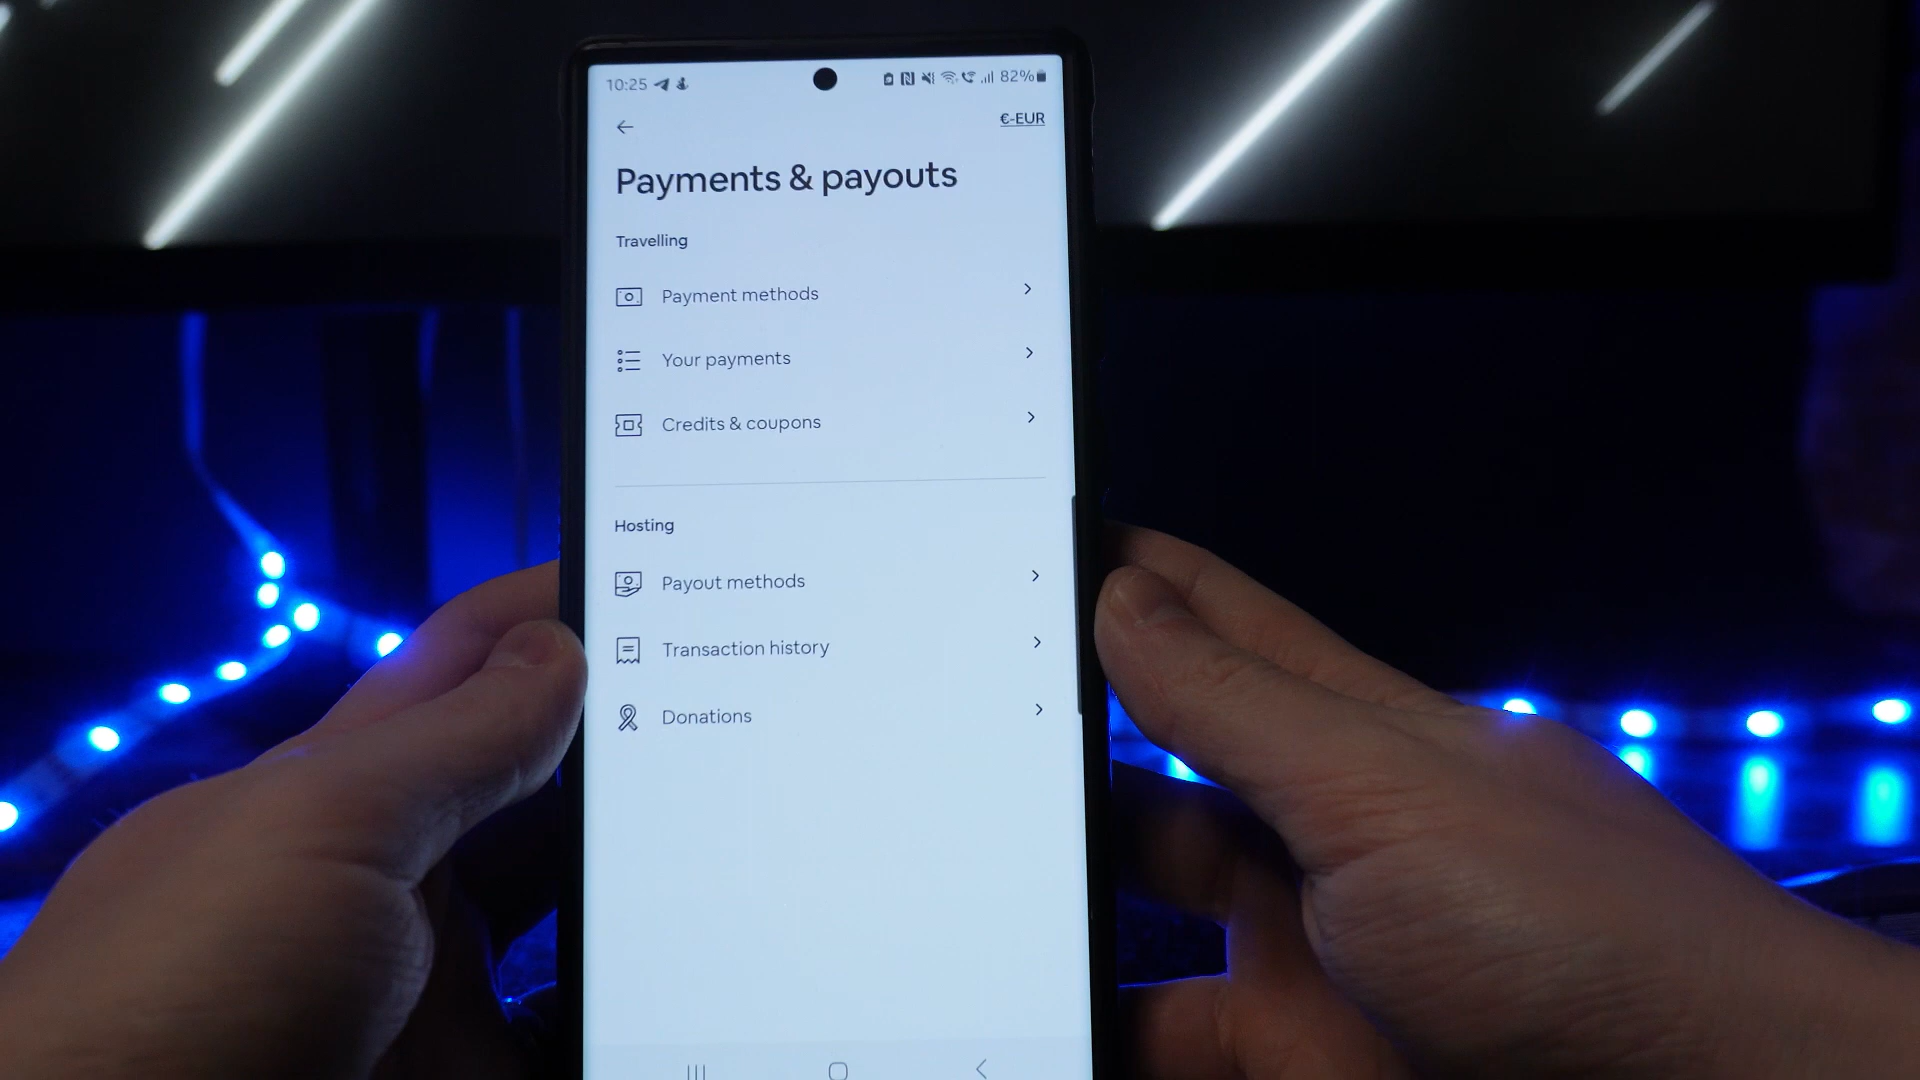 10:25
82%
€-EUR
Payments & payouts
Travelling
Payment methods
Your payments
Credits & coupons
Hosting
Payout methods
Transaction history
Donations